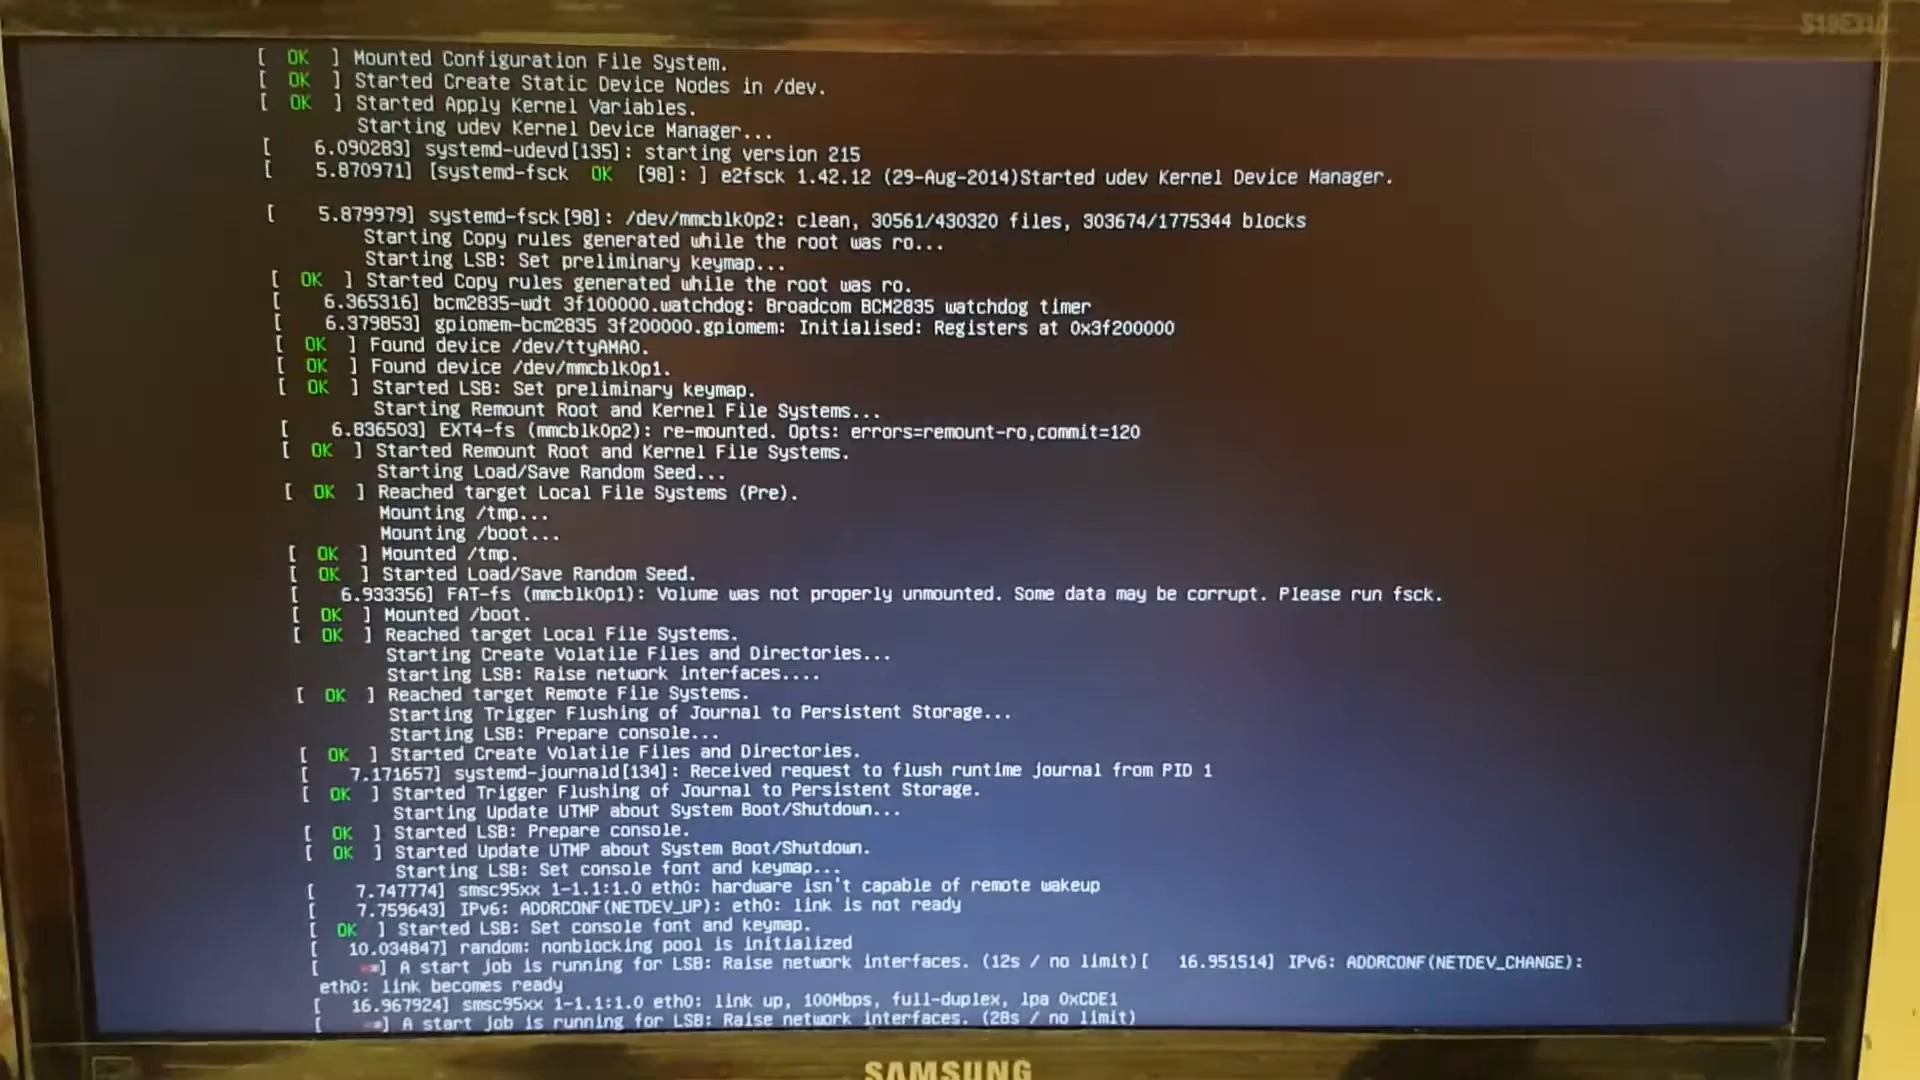 S19E310
[  OK  ] Mounted Configuration File System.
[  OK  ] Started Create Static Device Nodes in /dev.
[  OK  ] Started Apply Kernel Variables.
Starting udev Kernel Device Manager...
[    6.090283] systemd-udevd[135]: starting version 215
[    5.870971] [systemd-fsck  OK  [98]: ] e2fsck 1.42.12 (29-Aug-2014)Started udev Kernel Device Manager.
[    5.879979] systemd-fsck[98]: /dev/mmcblk0p2: clean, 30561/430320 files, 303674/1775344 blocks
Starting Copy rules generated while the root was ro...
Starting LSB: Set preliminary keymap...
[  OK  ] Started Copy rules generated while the root was ro.
[    6.365316] bcm2835-wdt 3f100000.watchdog: Broadcom BCM2835 watchdog timer
[    6.379853] gpiomem-bcm2835 3f200000.gpiomem: Initialised: Registers at 0x3f200000
[  OK  ] Found device /dev/ttyAMA0.
[  OK  ] Found device /dev/mmcblk0p1.
[  OK  ] Started LSB: Set preliminary keymap.
Starting Remount Root and Kernel File Systems...
[    6.836503] EXT4-fs (mmcblk0p2): re-mounted. Opts: errors=remount-ro,commit=120
[  OK  ] Started Remount Root and Kernel File Systems.
Starting Load/Save Random Seed...
[  OK  ] Reached target Local File Systems (Pre).
Mounting /tmp...
Mounting /boot...
[  OK  ] Mounted /tmp.
[  OK  ] Started Load/Save Random Seed.
[    6.933356] FAT-fs (mmcblk0p1): Volume was not properly unmounted. Some data may be corrupt. Please run fsck.
[  OK  ] Mounted /boot.
[  OK  ] Reached target Local File Systems.
Starting Create Volatile Files and Directories...
Starting LSB: Raise network interfaces....
[  OK  ] Reached target Remote File Systems.
Starting Trigger Flushing of Journal to Persistent Storage...
Starting LSB: Prepare console...
[  OK  ] Started Create Volatile Files and Directories.
[    7.171657] systemd-journald[134]: Received request to flush runtime journal from PID 1
[  OK  ] Started Trigger Flushing of Journal to Persistent Storage.
Starting Update UTMP about System Boot/Shutdown...
[  OK  ] Started LSB: Prepare console.
[  OK  ] Started Update UTMP about System Boot/Shutdown.
Starting LSB: Set console font and keymap...
[    7.747774] smsc95xx 1-1.1:1.0 eth0: hardware isn't capable of remote wakeup
[    7.759643] IPv6: ADDRCONF(NETDEV_UP): eth0: link is not ready
[  OK  ] Started LSB: Set console font and keymap.
[   10.034847] random: nonblocking pool is initialized
[    **] A start job is running for LSB: Raise network interfaces. (12s / no limit)[   16.951514] IPv6: ADDRCONF(NETDEV_CHANGE):
eth0: link becomes ready
[   16.967924] smsc95xx 1-1.1:1.0 eth0: link up, 100Mbps, full-duplex, lpa 0xCDE1
[    **] A start job is running for LSB: Raise network interfaces. (28s / no limit)
SAMSUNG